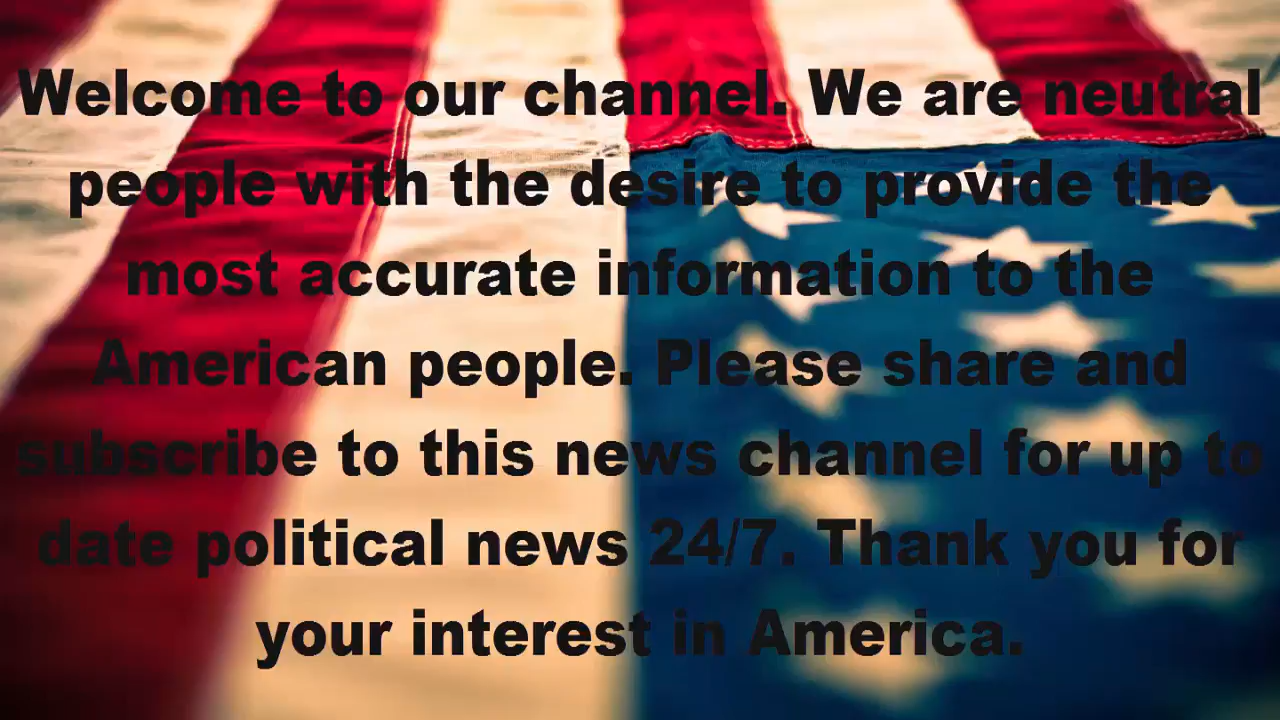 Welcome to our channel. We are neutral
people with the desire to provide the
most accurate information to the
American people. Please share and
subscribe to this news channel for up to
date political news 24/7. Thank you for
your interest in America.